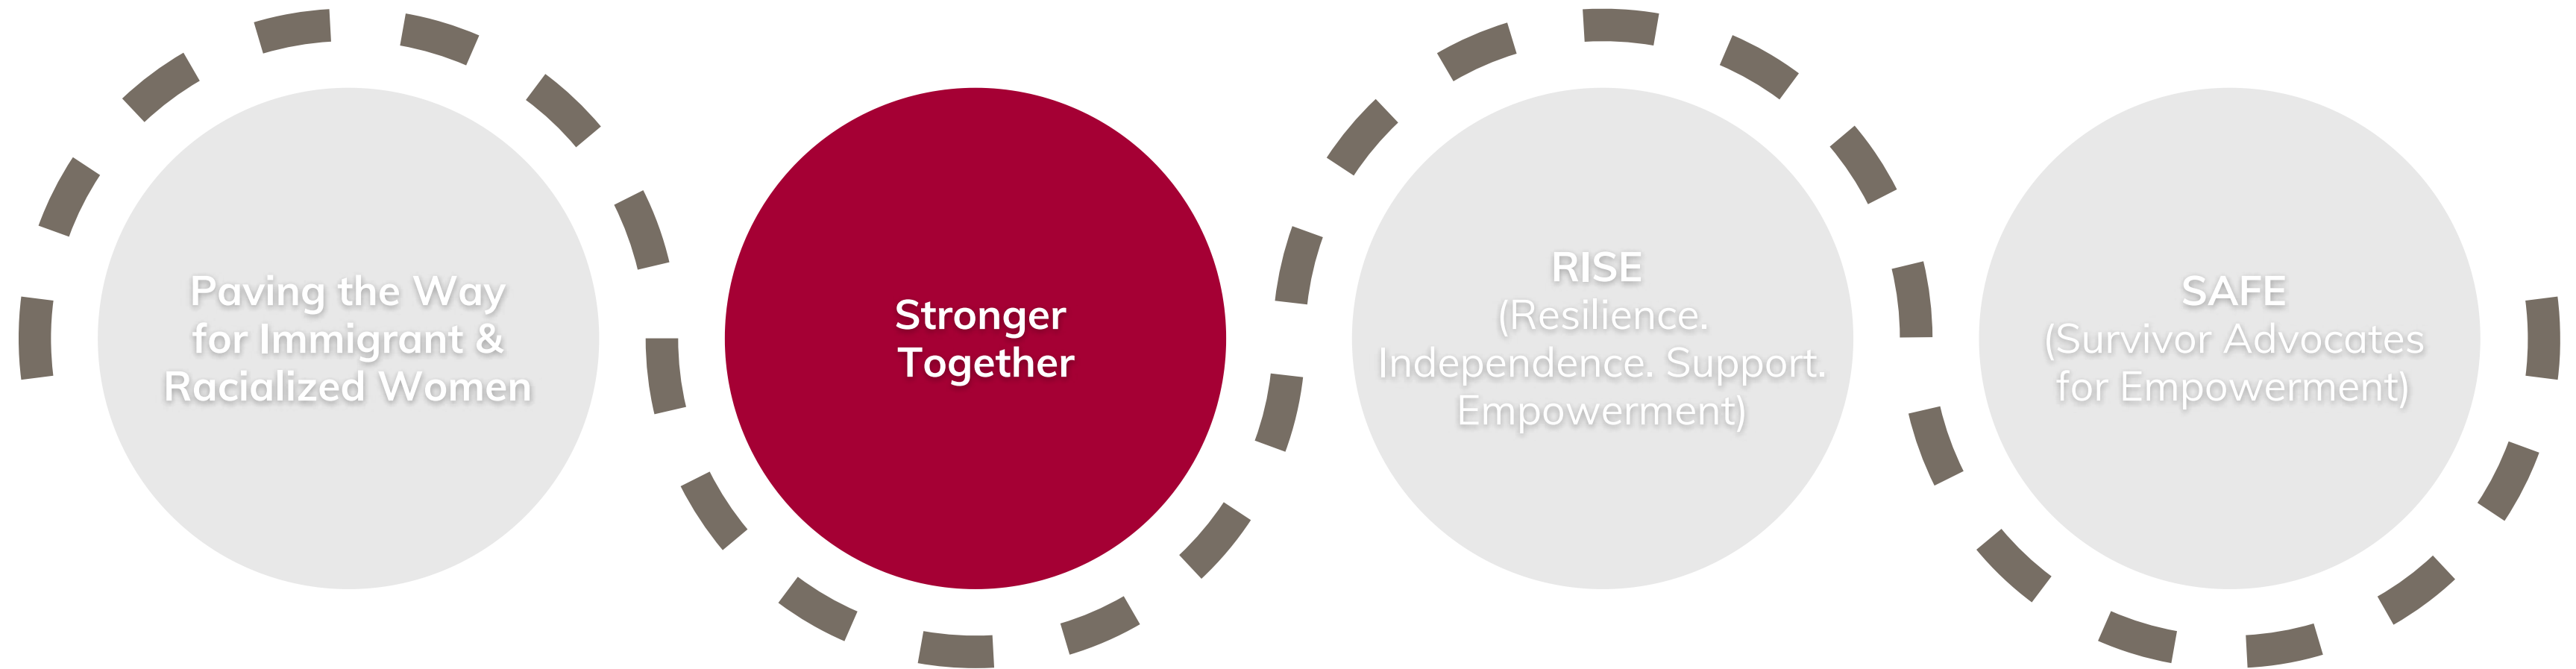 Paving the Way
for Immigrant &
Racialized Women
Stronger
Together
RISE
(Resilience.
Independence. Support.
Empowerment)
SAFE
(Survivor Advocates
for Empowerment)